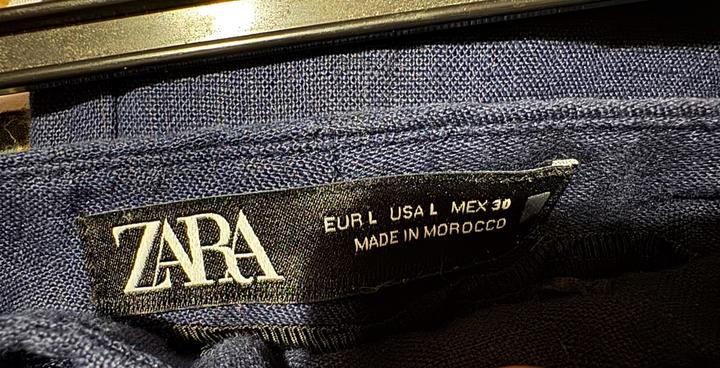 ZARA
EUR L USA L MEX 30
MADE IN MOROCCO